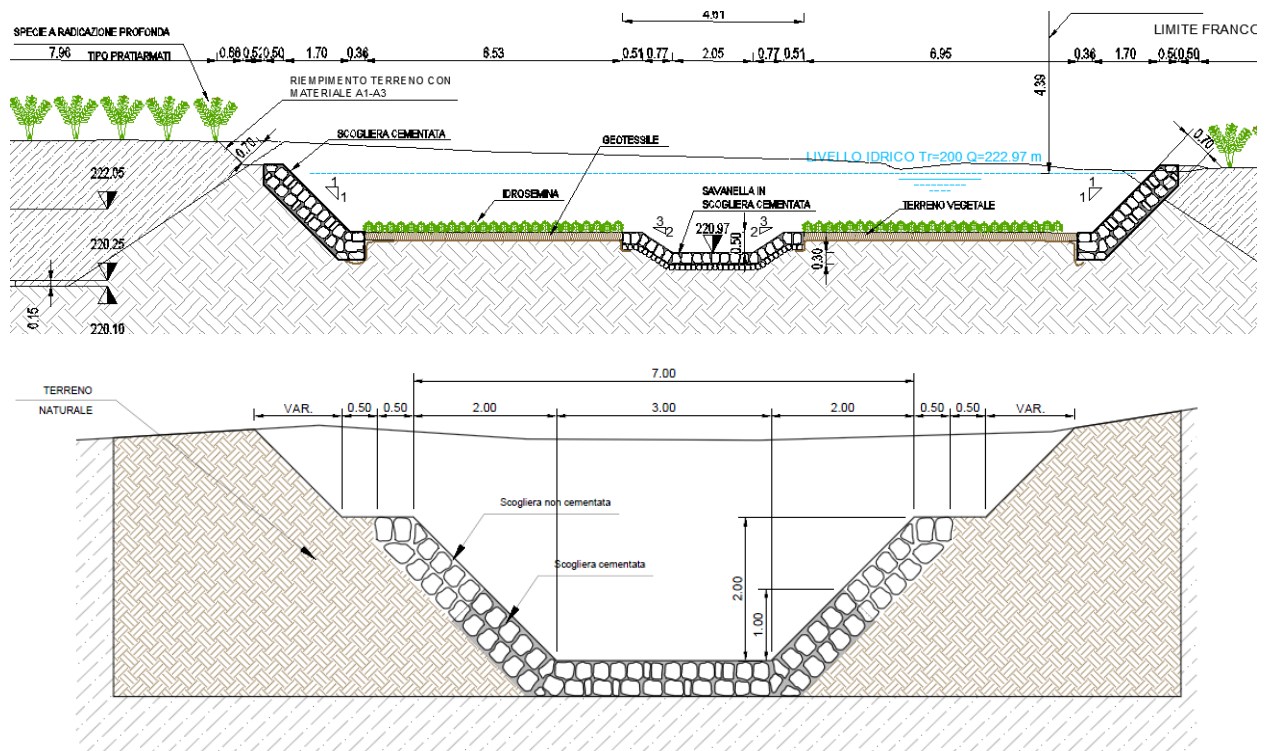 4.61
LIMITE FRANCO
SPECIE A RADICAZIONE PROFONDA
7.96
TIPO PRATIARMATI
0.50
1.70
0.36
0.51
0.77
2.05
0.77
0.51
6.95
0.36
1.70
0.50
RIEMPIMENTO TERRENO CON
MATERIALE A1-A3
4.39
SCOGLIERA CEMENTATA
GEOTESSILE
0.70
0.70
LIVELLO IDRICO Tr=200 Q=222.97 m
222.05
1
1
IDROSEMINA
SAVANELLA IN
SCOGLIERA CEMENTATA
TERRENO VEGETALE
1
1
3
2
220.97
0.50
3
2
220.25
0.30
0.15
220.10
7.00
TERRENO
NATURALE
VAR.
0.50
0.50
2.00
3.00
2.00
0.50
0.50
VAR.
Scogliera non cementata
Scogliera cementata
2.00
1.00